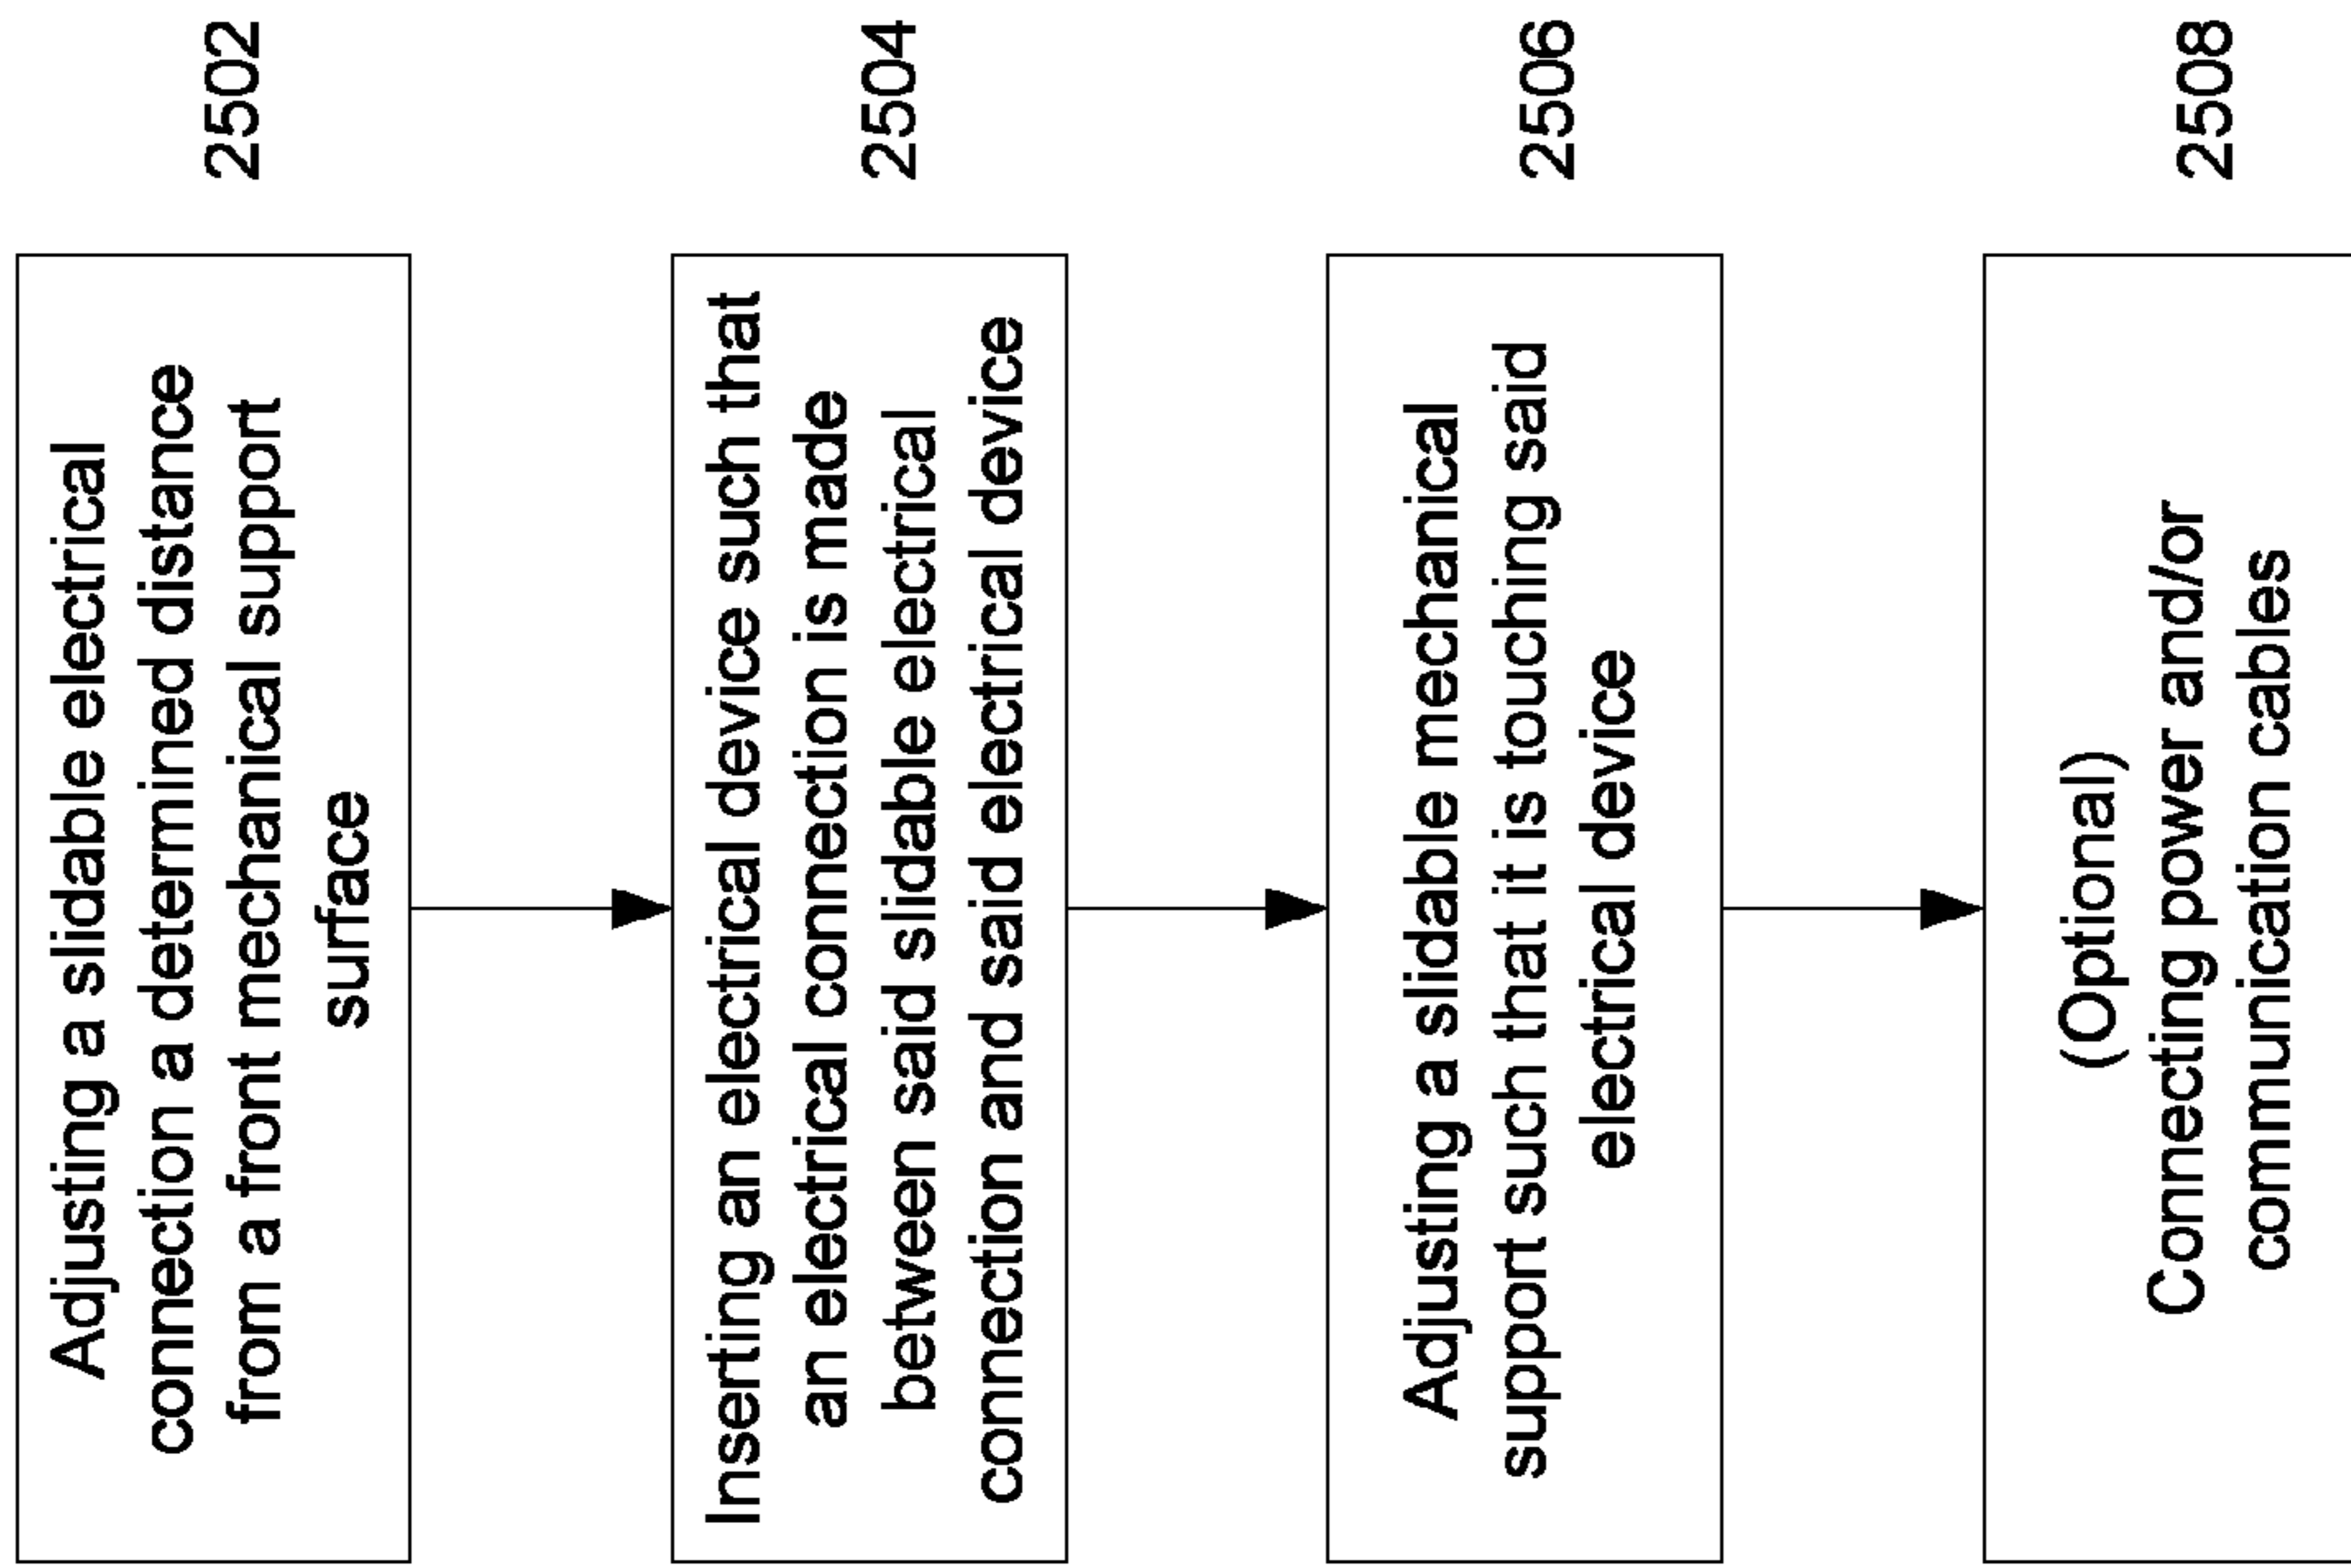 Adjusting a slidable electrical
connection a determined distance
from a front mechanical support
surface
2502
Inserting an electrical device such that
an electrical connection is made
between said slidable electrical
connection and said electrical device
2504
Adjusting a slidable mechanical
support such that it is touching said
electrical device
2506
(Optional)
Connecting power and/or
communication cables
2508